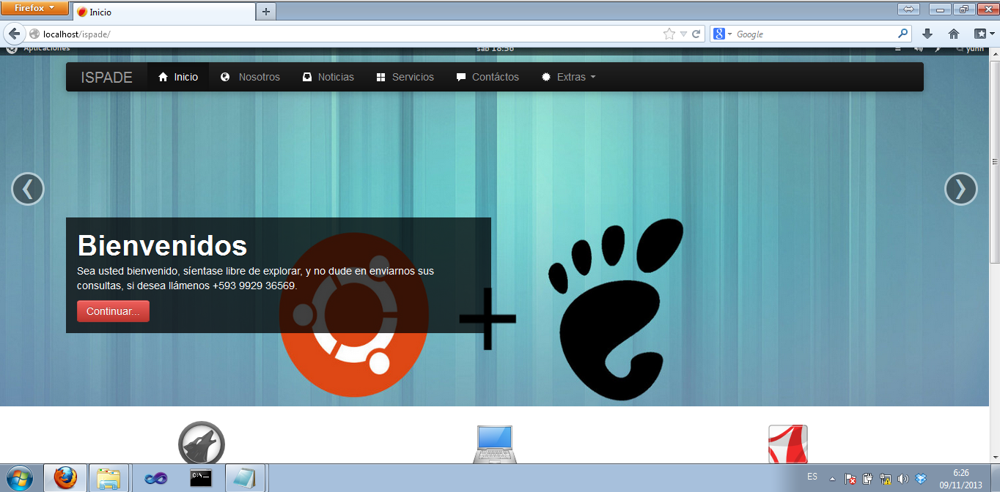 Firefox
Inicio
localhost/ispade/
Google
Aplicaciones
sáb 18:56
yunn
ISPADE
Inicio
Nosotros
Noticias
Servicios
Contáctos
Extras
Bienvenidos
Sea usted bienvenido, síentase libre de explorar, y no dude en enviarnos sus
consultas, si desea llámenos +593 9929 36569.
Continuar...
C:\._
ES
6:26
09/11/2013